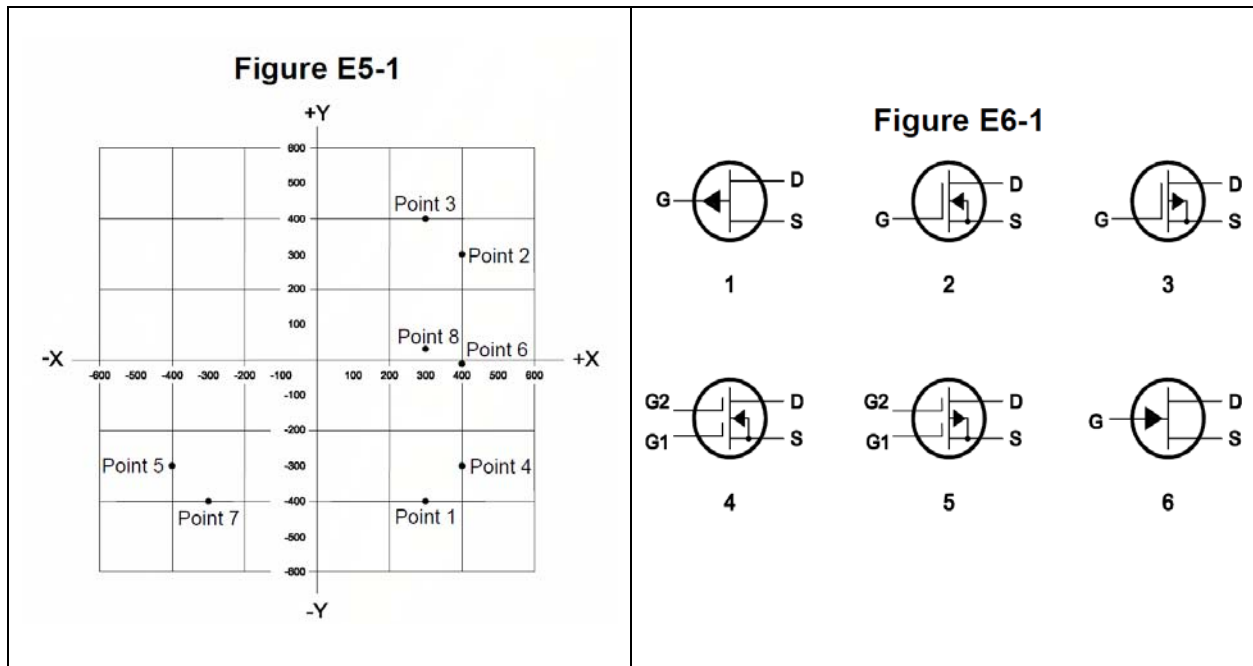 Figure E5-1
+Y
600
500
Point 3
400
300
Point 2
200
100
Point 8
Point 6
-X
+X
-600 -400 -300 -200 -100 100 200 300 400 600
-100
-200
Point 5
-300
Point 4
-400
Point 7
Point 1
-500
-600
-Y
Figure E6-1
G D S
1
G D S
2
G D S
3
G2 G1 D S
4
G2 G1 D S
5
G D S
6